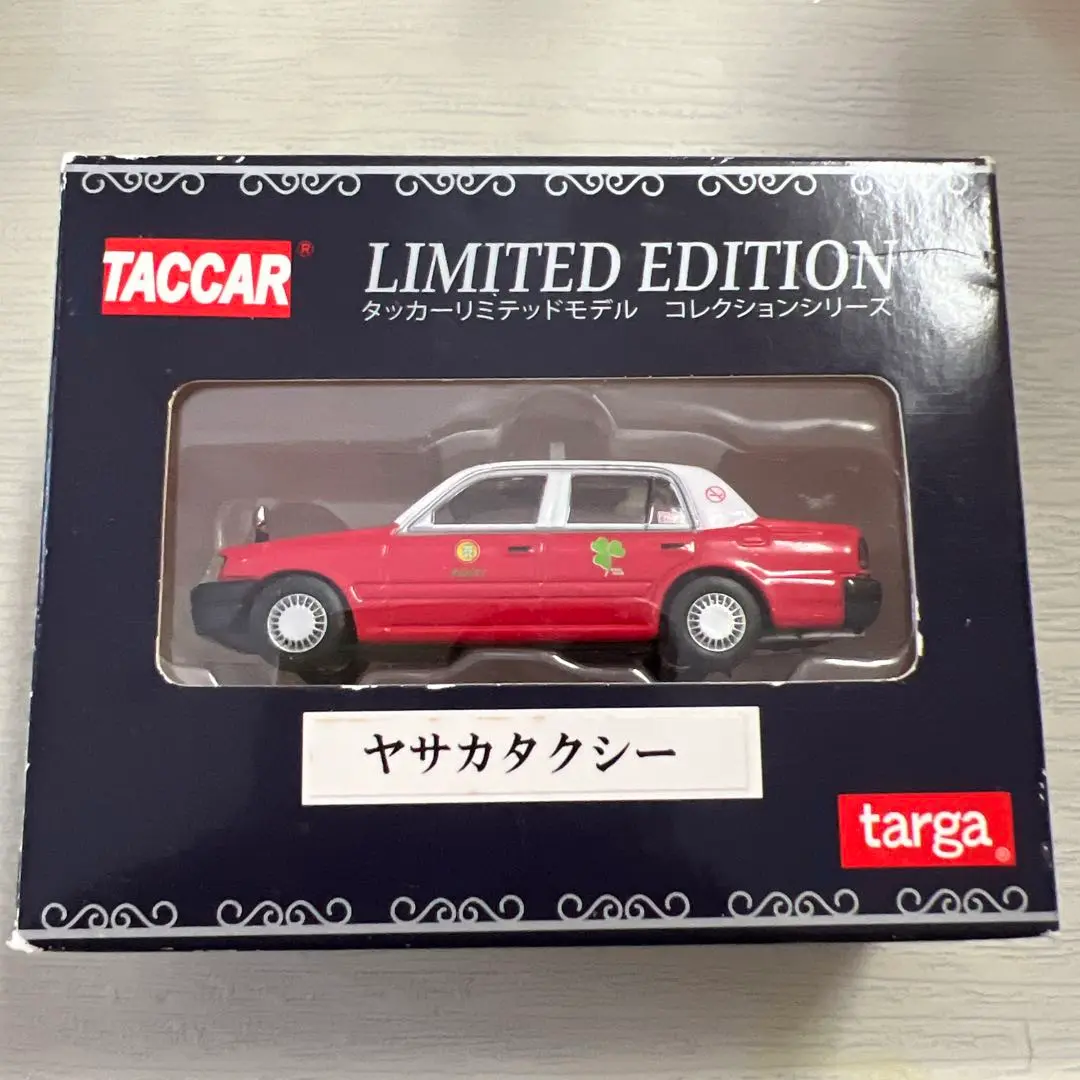 TACCAR®
LIMITED EDITION
タッカーリミテッドモデル　コレクションシリーズ
ヤサカタクシー
targa